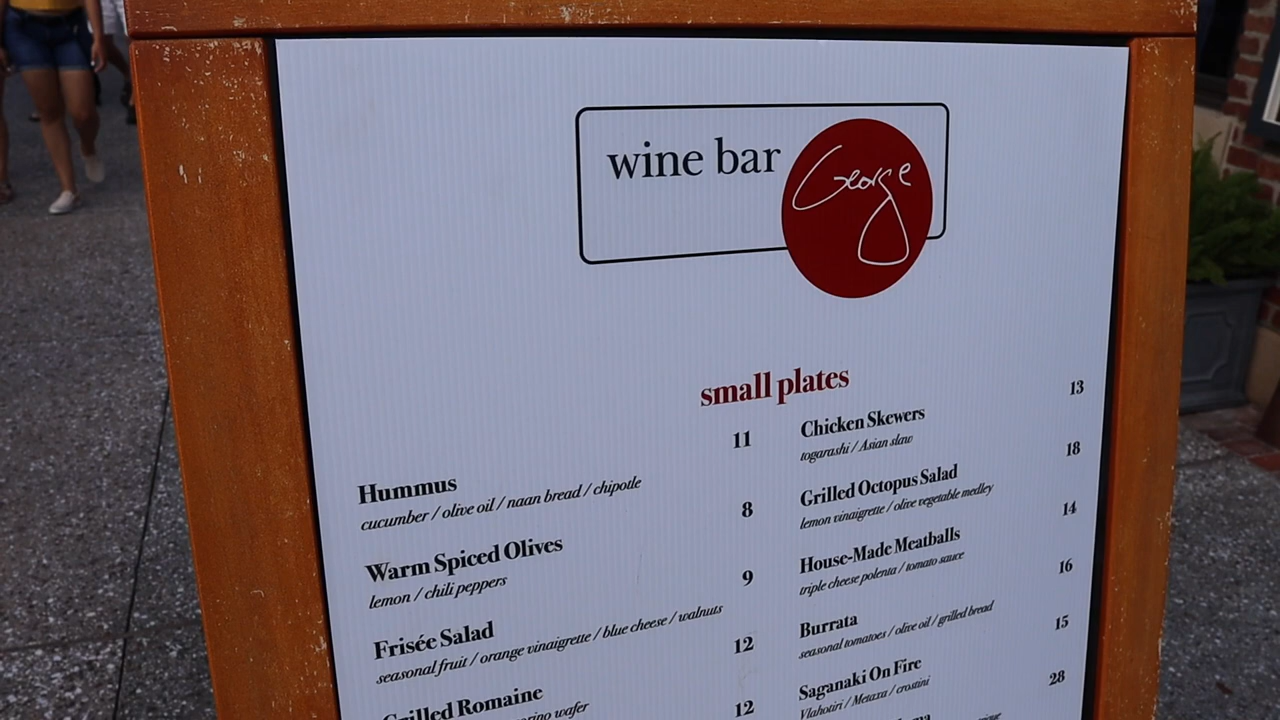 wine bar George
small plates
Hummus 11
cucumber / olive oil / naan bread / chipotle
Warm Spiced Olives 8
lemon / chili peppers
Frisée Salad 9
seasonal fruit / orange vinaigrette / blue cheese / walnuts
Grilled Romaine 12
wafer
12
Chicken Skewers 13
togarashi / Asian slaw
Grilled Octopus Salad 18
lemon vinaigrette / olive vegetable medley
House-Made Meatballs 14
triple cheese polenta / tomato sauce
Burrata 16
seasonal tomatoes / olive oil / grilled bread
Saganaki On Fire 15
Vlahotiri / Metaxa / crostini
28